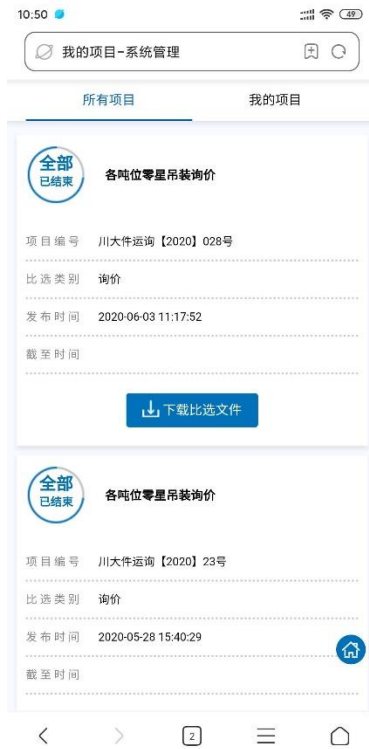 10:50
49
我的项目-系统管理
所有项目 我的项目
全部
已结束
各吨位零星吊装询价
项目编号 川大件运询【2020】028号
比选类别 询价
发布时间 2020-06-03 11:17:52
截至时间
下载比选文件
全部
已结束
各吨位零星吊装询价
项目编号 川大件运询【2020】23号
比选类别 询价
发布时间 2020-05-28 15:40:29
截至时间
2